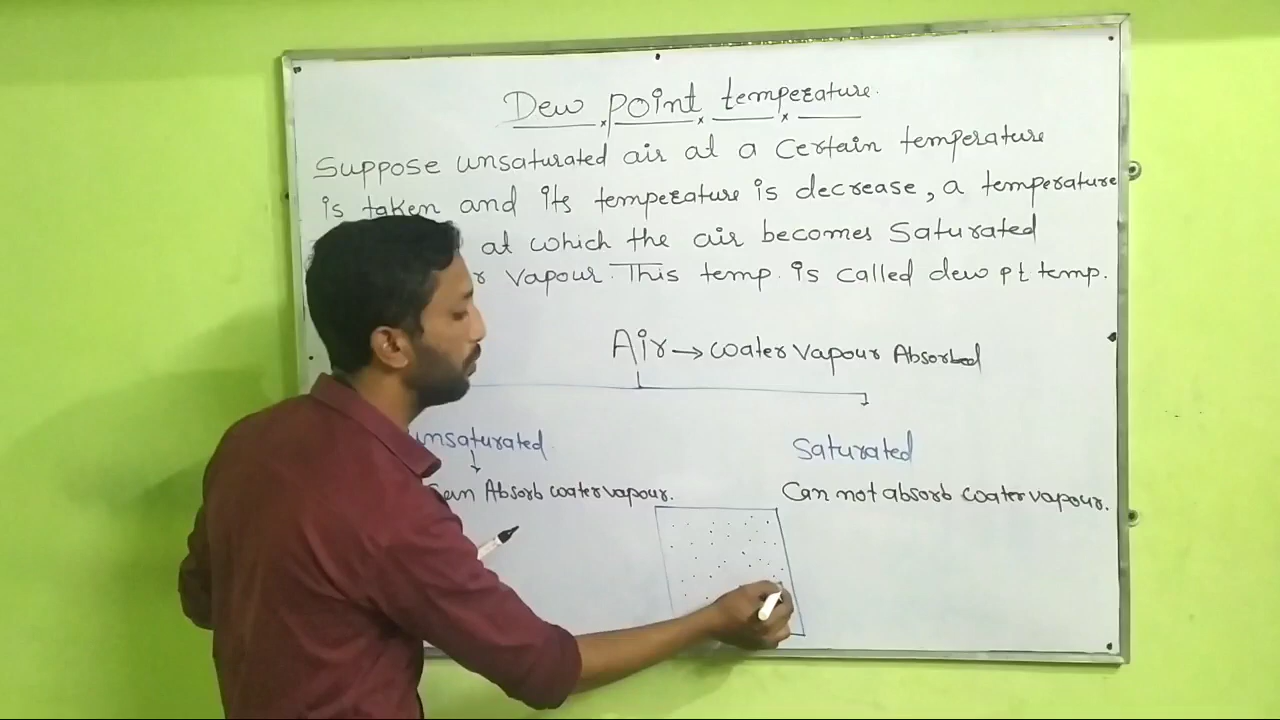 Dew point temperature.
Suppose unsaturated air at a certain temperature
is taken and its temperature is decrease, a temperature
at which the air becomes saturated
vapour. This temp. is called dew pt temp.
Air → water vapour Absorbed
unsaturated
Saturated
can Absorb water vapour.
Can not absorb water vapour.